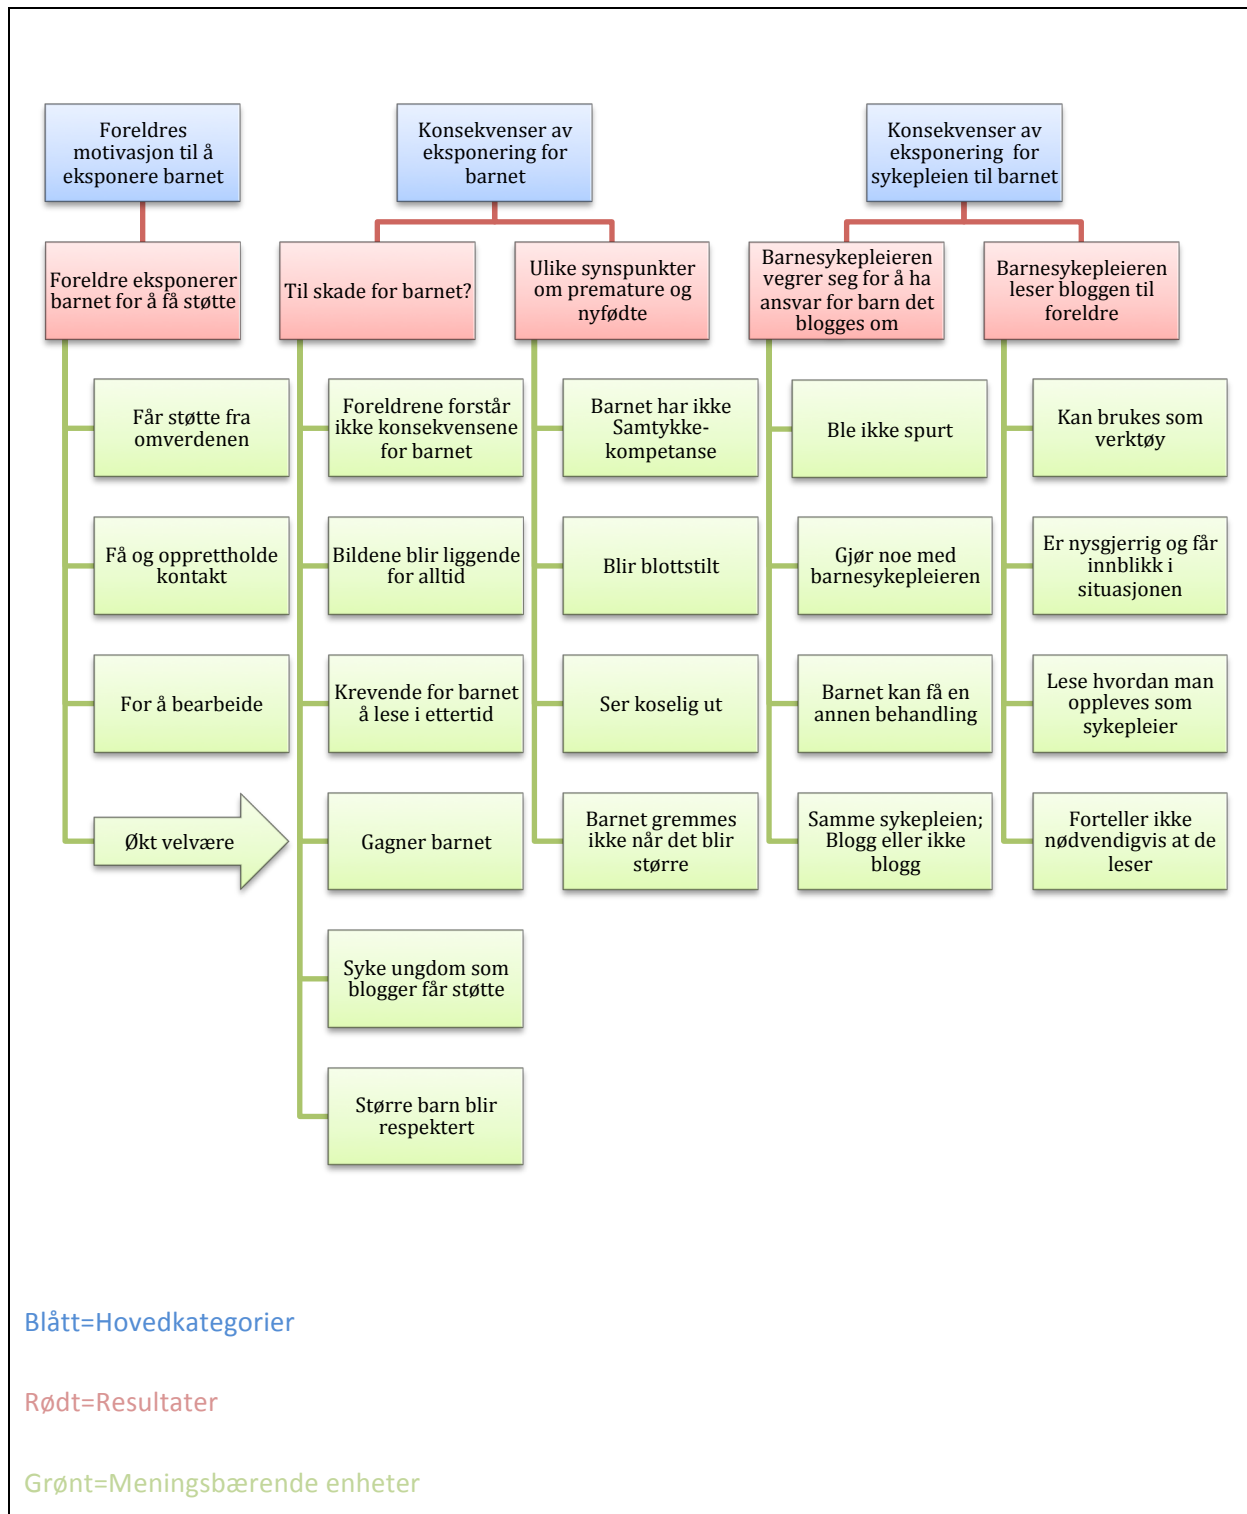 Foreldres
motivasjon til å
eksponere barnet
Konsekvenser av
eksponering for
barnet
Konsekvenser av
eksponering  for
sykepleien til barnet
Foreldre eksponerer
barnet for å få støtte
Til skade for barnet?
Ulike synspunkter
om premature og
nyfødte
Barnesykepleieren
vegrer seg for å ha
ansvar for barn det
blogges om
Barnesykepleieren
leser bloggen til
foreldre
Får støtte fra
omverdenen
Få og opprettholde
kontakt
For å bearbeide
Økt velvære
Foreldrene forstår
ikke konsekvensene
for barnet
Bildene blir liggende
for alltid
Krevende for barnet
å lese i ettertid
Gagner barnet
Syke ungdom som
blogger får støtte
Større barn blir
respektert
Barnet har ikke
Samtykke-
kompetanse
Blir blottstilt
Ser koselig ut
Barnet gremmes
ikke når det blir
større
Ble ikke spurt
Gjør noe med
barnesykepleieren
Barnet kan få en
annen behandling
Samme sykepleien;
Blogg eller ikke
blogg
Kan brukes som
verktøy
Er nysgjerrig og får
innblikk i
situasjonen
Lese hvordan man
oppleves som
sykepleier
Forteller ikke
nødvendigvis at de
leser
Blått=Hovedkategorier
Rødt=Resultater
Grønt=Meningsbærende enheter